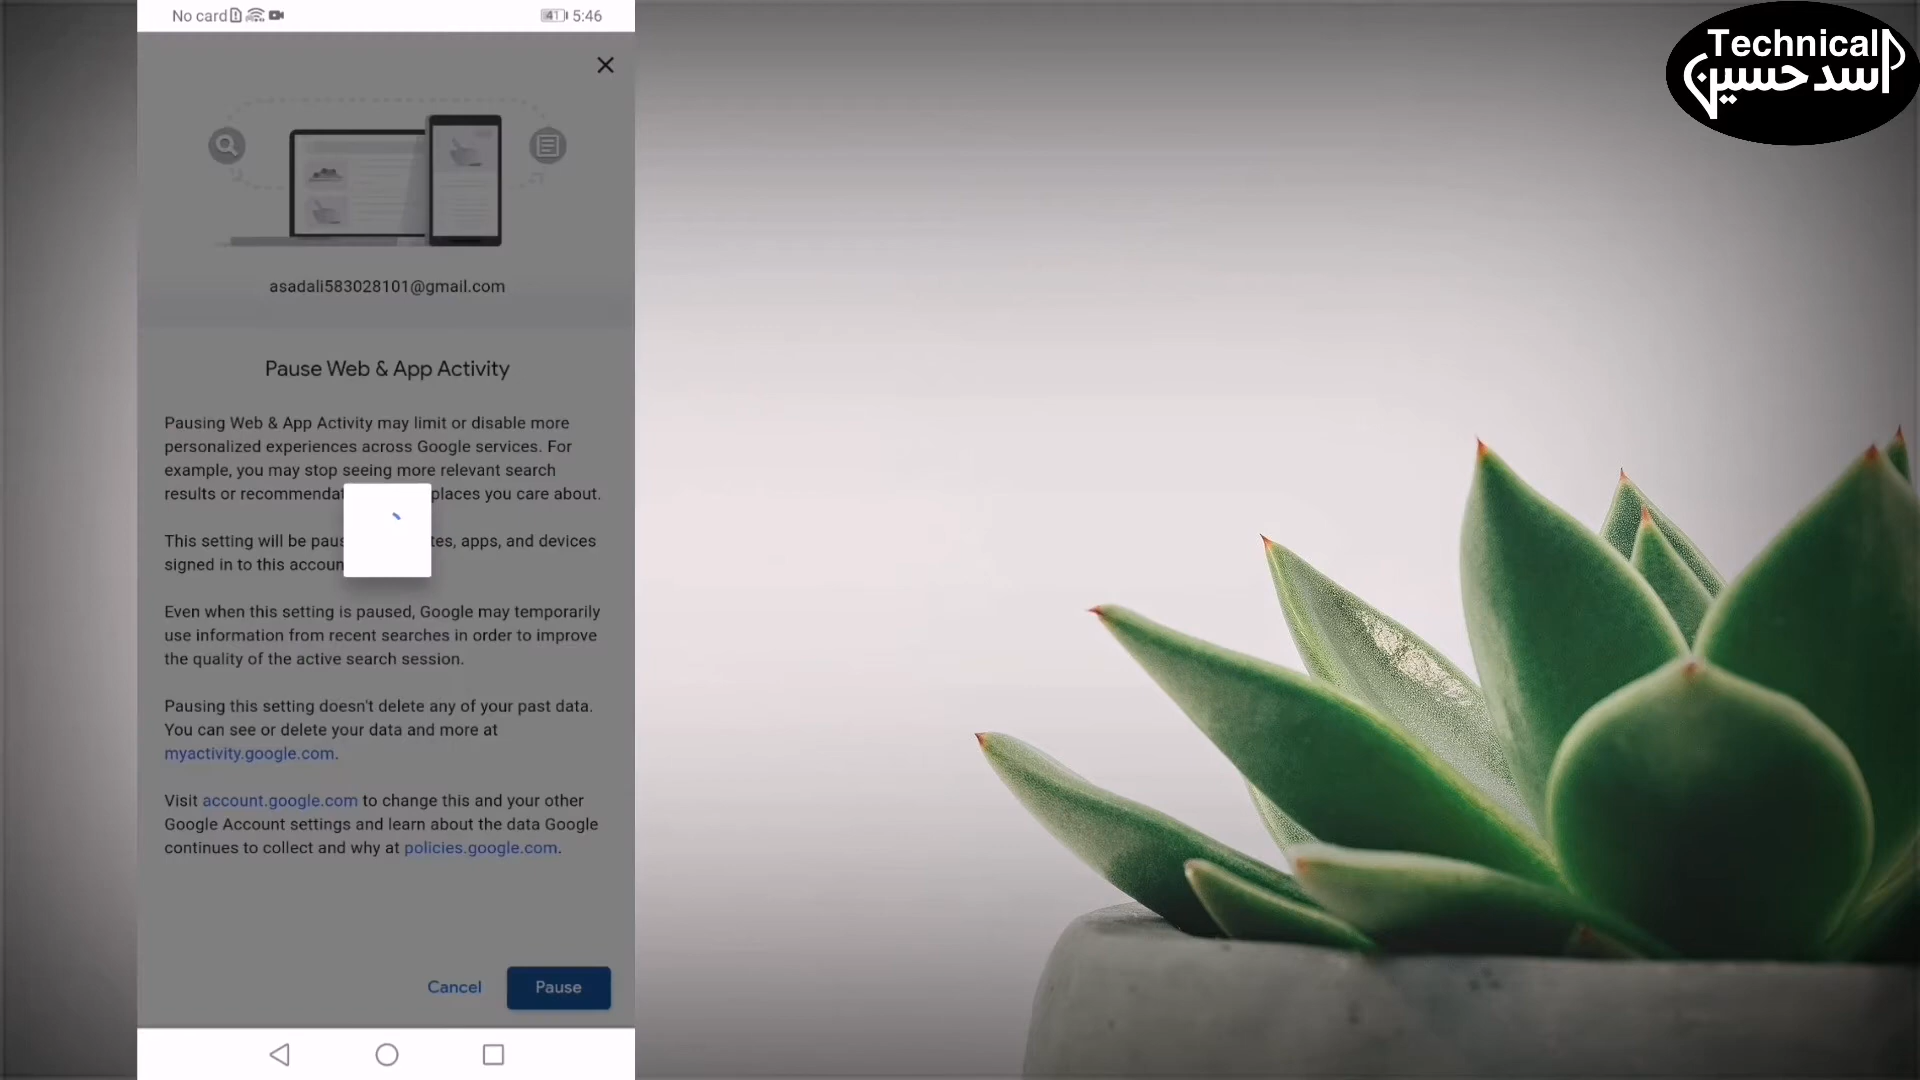 No card
41 5:46
Technical
اسد حسین
asadali583028101@gmail.com
Pause Web & App Activity
Pausing Web & App Activity may limit or disable more
personalized experiences across Google services. For
example, you may stop seeing more relevant search
results or places you care about.
This setting will be apps, and devices
signed in to this
Even when this setting is paused, Google may temporarily
use information from recent searches in order to improve
the quality of the active search session.
Pausing this setting doesn't delete any of your past data.
You can see or delete your data and more at
myactivity.google.com.
Visit account.google.com to change this and your other
Google Account settings and learn about the data Google
continues to collect and why at policies.google.com.
Cancel
Pause